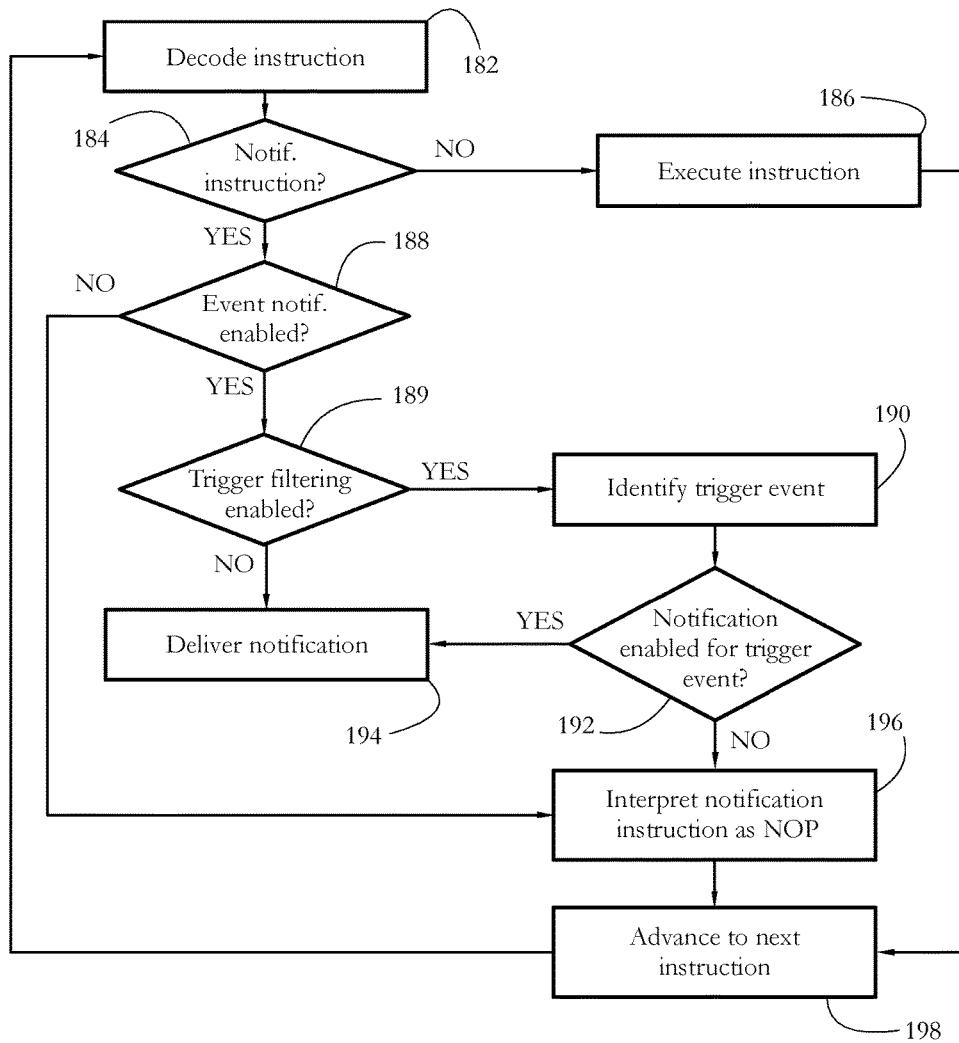 Decode instruction
182
184
186
Notif.
instruction?
NO
Execute instruction
YES
188
NO
Event notif.
enabled?
YES
189
190
Trigger filtering
enabled?
YES
Identify trigger event
NO
Deliver notification
YES
Notification
enabled for trigger
event?
194
192
NO
196
Interpret notification
instruction as NOP
Advance to next
instruction
198